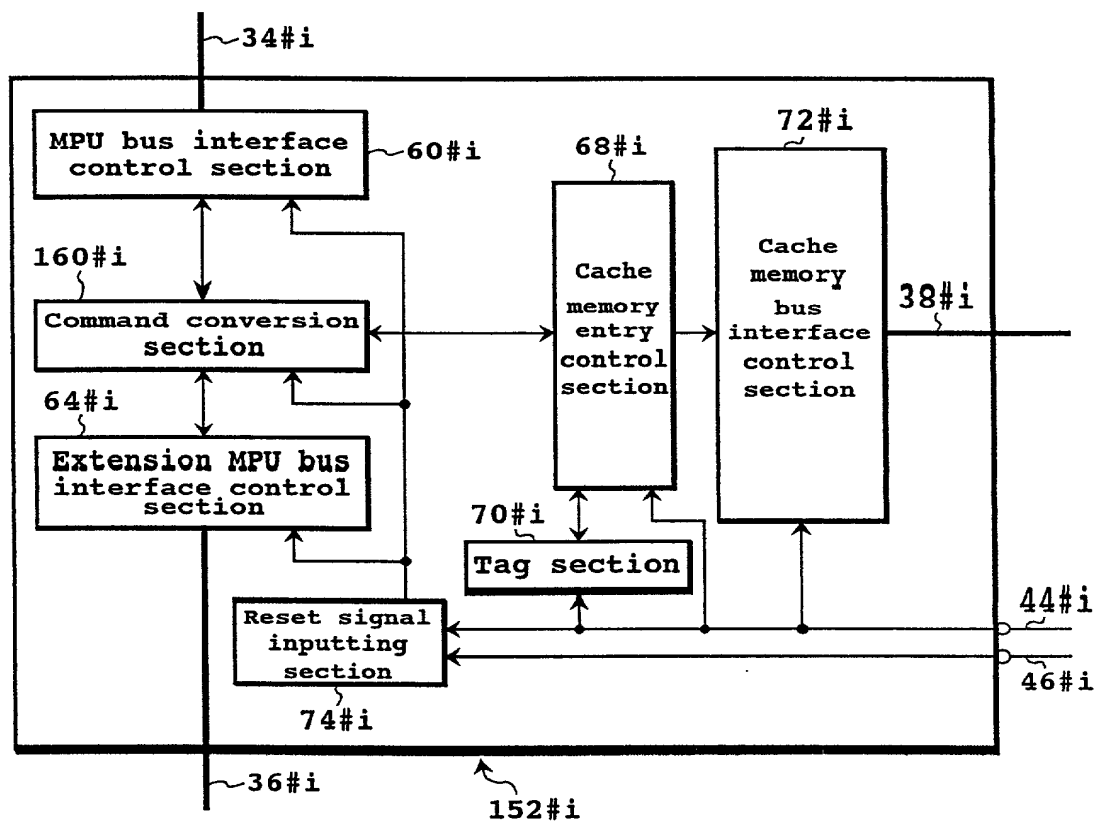 34#i
MPU bus interface
control section
60#i
160#i
Command conversion
section
64#i
Extension MPU bus
interface control
section
68#i
Cache
memory
entry
control
section
72#i
Cache
memory
bus
interface
control
section
38#i
70#i
Tag section
Reset signal
inputting
section
74#i
44#i
46#i
36#i
152#i